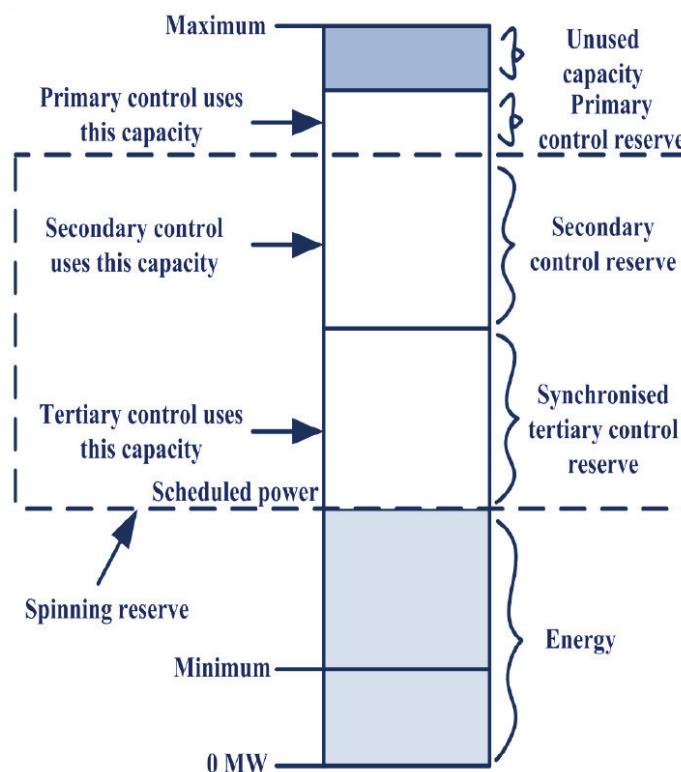 Maximum
Unused
capacity
Primary control uses
this capacity
Primary
control reserve
Secondary control
uses this capacity
Secondary
control reserve
Tertiary control uses
this capacity
Synchronised
tertiary control
reserve
Scheduled power
Spinning reserve
Energy
Minimum
0 MW